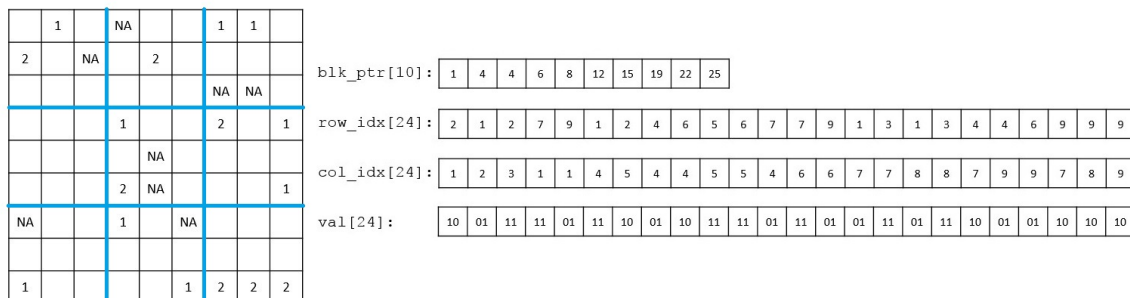 1 NA 1 1
2 NA 2
NA NA
1 2 1
NA
2 NA 1
NA 1 NA
1 1 2 2 2
blk_ptr[10]: 1 4 4 6 8 12 15 19 22 25
row_idx[24]: 2 1 2 7 9 1 2 4 6 5 6 7 7 9 1 3 1 3 4 4 6 9 9 9
col_idx[24]: 1 2 3 1 1 4 5 4 4 5 5 4 6 6 7 7 8 8 7 9 9 7 8 9
val[24]: 10 01 11 11 01 11 10 01 10 11 11 01 11 01 01 11 01 11 10 01 01 10 10 10